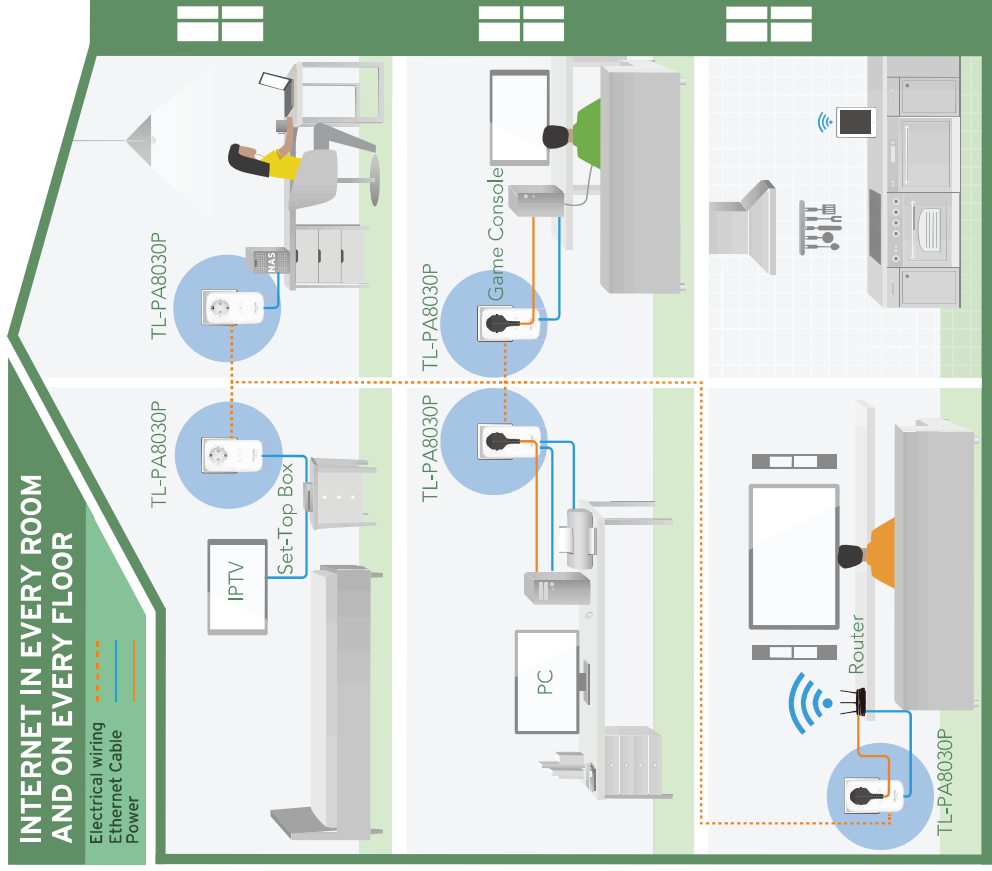 INTERNET IN EVERY ROOM
AND ON EVERY FLOOR
Electrical wiring
Ethernet Cable
Power
TL-PA8030P
TL-PA8030P
IPTV
Set-Top Box
NAS
TL-PA8030P
TL-PA8030P
PC
Game Console
Router
TL-PA8030P